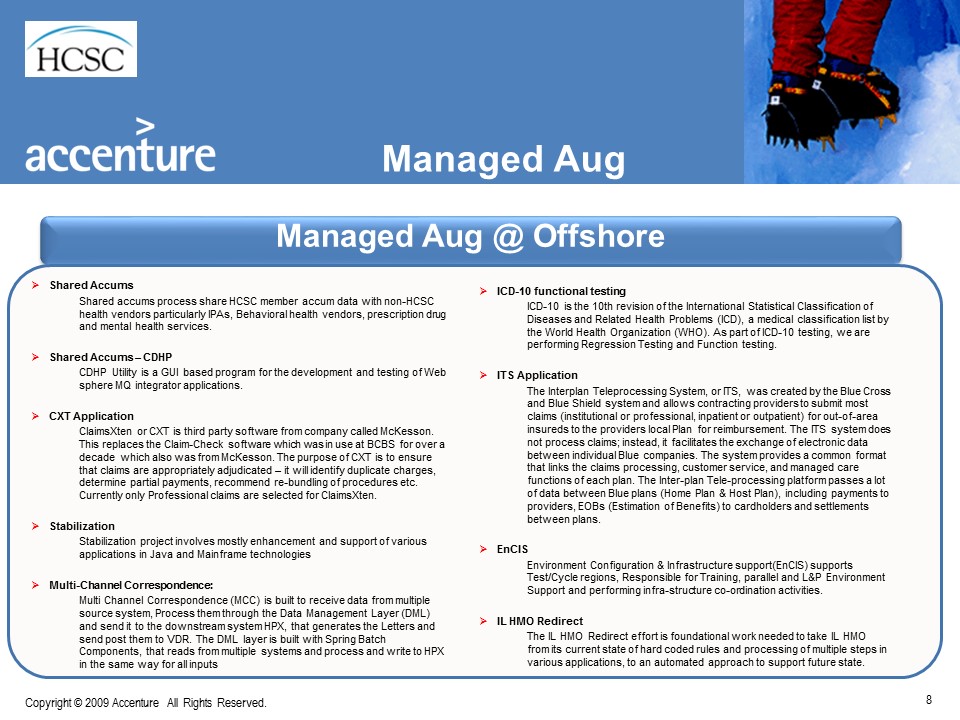 HCSC
>
accenture
Managed Aug
Managed Aug @ Offshore
Shared Accums
Shared accums process share HCSC member accum data with non-HCSC
health vendors particularly IPAs, Behavioral health vendors, prescription drug
and mental health services.
Shared Accums – CDHP
CDHP Utility is a GUI based program for the development and testing of Web
sphere MQ integrator applications.
CXT Application
ClaimsXten or CXT is third party software from company called McKesson.
This replaces the Claim-Check software which was in use at BCBS for over a
decade which also was from McKesson. The purpose of CXT is to ensure
that claims are appropriately adjudicated – it will identify duplicate charges,
determine partial payments, recommend re-bundling of procedures etc.
Currently only Professional claims are selected for ClaimsXten.
Stabilization
Stabilization project involves mostly enhancement and support of various
applications in Java and Mainframe technologies
Multi-Channel Correspondence:
Multi Channel Correspondence (MCC) is built to receive data from multiple
source system, Process them through the Data Management Layer (DML)
and send it to the downstream system HPX, that generates the Letters and
send post them to VDR. The DML layer is built with Spring Batch
Components, that reads from multiple systems and process and write to HPX
in the same way for all inputs
ICD-10 functional testing
ICD-10 is the 10th revision of the International Statistical Classification of
Diseases and Related Health Problems (ICD), a medical classification list by
the World Health Organization (WHO). As part of ICD-10 testing, we are
performing Regression Testing and Function testing.
ITS Application
The Interplan Teleprocessing System, or ITS, was created by the Blue Cross
and Blue Shield system and allows contracting providers to submit most
claims (institutional or professional, inpatient or outpatient) for out-of-area
insureds to the providers local Plan for reimbursement. The ITS system does
not process claims; instead, it facilitates the exchange of electronic data
between individual Blue companies. The system provides a common format
that links the claims processing, customer service, and managed care
functions of each plan. The Inter-plan Tele-processing platform passes a lot
of data between Blue plans (Home Plan & Host Plan), including payments to
providers, EOBs (Estimation of Benefits) to cardholders and settlements
between plans.
EnCIS
Environment Configuration & Infrastructure support(EnCIS) supports
Test/Cycle regions, Responsible for Training, parallel and L&P Environment
Support and performing infra-structure co-ordination activities.
IL HMO Redirect
The IL HMO Redirect effort is foundational work needed to take IL HMO
from its current state of hard coded rules and processing of multiple steps in
various applications, to an automated approach to support future state.
Copyright © 2009 Accenture All Rights Reserved.
8